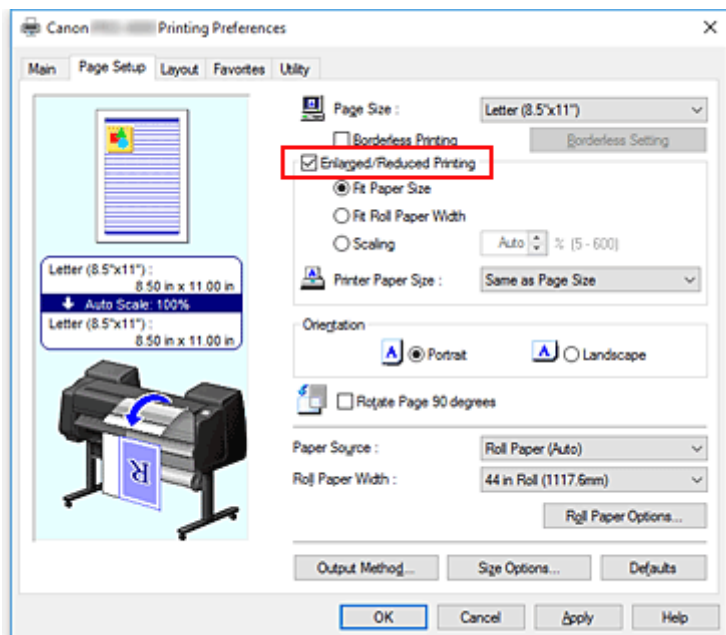 Canon Printing Preferences
Main Page Setup Layout Favorites Utility
Page Size : Letter (8.5"x11")
Borderless Printing Borderless Setting
Enlarged/Reduced Printing
Fit Paper Size
Fit Roll Paper Width
Scaling Auto % (5 - 600)
Printer Paper Size : Same as Page Size
Letter (8.5"x11") :
8.50 in x 11.00 in
Auto Scale: 100%
Letter (8.5"x11") :
8.50 in x 11.00 in
Orientation
A Portrait A Landscape
Rotate Page 90 degrees
R
Paper Source : Roll Paper (Auto)
Roll Paper Width : 44 in Roll (1117.6mm)
Roll Paper Options...
Output Method... Size Options... Defaults
OK Cancel Apply Help